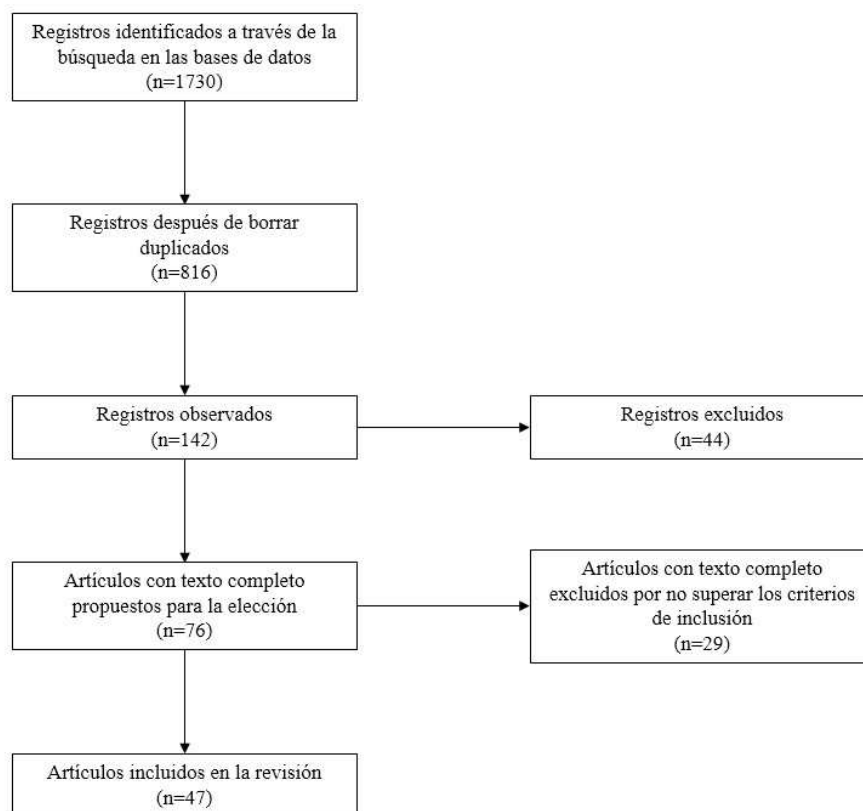 Registros identificados a través de la
búsqueda en las bases de datos
(n=1730)
Registros después de borrar
duplicados
(n=816)
Registros observados
(n=142)
Registros excluidos
(n=44)
Artículos con texto completo
propuestos para la elección
(n=76)
Artículos con texto completo
excluidos por no superar los criterios
de inclusión
(n=29)
Artículos incluidos en la revisión
(n=47)